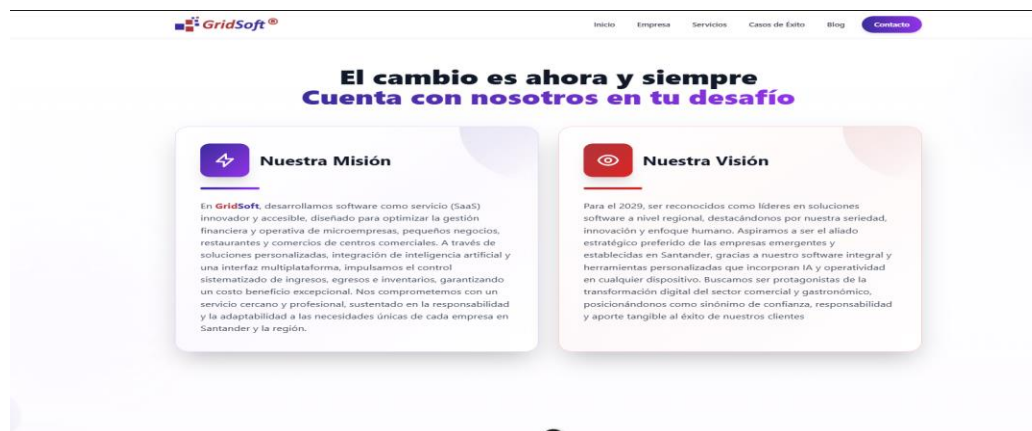 GridSoft ®
Inicio Empresa Servicios Casos de Éxito Blog Contacto
El cambio es ahora y siempre
Cuenta con nosotros en tu desafío
Nuestra Misión
En GridSoft, desarrollamos software como servicio (SaaS)
innovador y accesible, diseñado para optimizar la gestión
financiera y operativa de microempresas, pequeños negocios,
restaurantes y comercios de centros comerciales. A través de
soluciones personalizadas, integración de inteligencia artificial y
una interfaz multiplataforma, impulsamos el control
sistematizado de ingresos, egresos e inventarios, garantizando
un costo beneficio excepcional. Nos comprometemos con un
servicio cercano y profesional, sustentado en la responsabilidad
y la adaptabilidad a las necesidades únicas de cada empresa en
Santander y la región.
Nuestra Visión
Para el 2029, ser reconocidos como líderes en soluciones
software a nivel regional, destacándonos por nuestra seriedad,
innovación y enfoque humano. Aspiramos a ser el aliado
estratégico preferido de las empresas emergentes y
establecidas en Santander, gracias a nuestro software integral y
herramientas personalizadas que incorporan IA y operatividad
en cualquier dispositivo. Buscamos ser protagonistas de la
transformación digital del sector comercial y gastronómico,
posicionándonos como sinónimo de confianza, responsabilidad
y aporte tangible al éxito de nuestros clientes